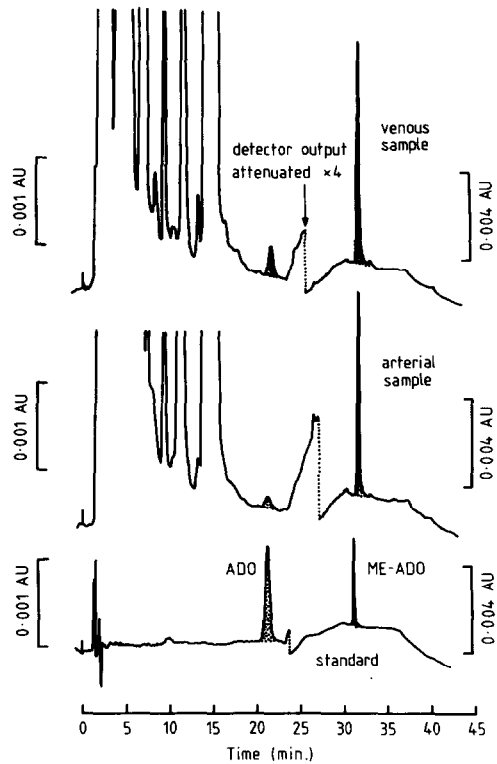 venous
sample
detector output
attenuated ×4
0·001 AU
0·004 AU
arterial
sample
0·001 AU
0·004 AU
ADO
ME-ADO
0·001 AU
0·004 AU
standard
0 5 10 15 20 25 30 35 40 45
Time (min.)